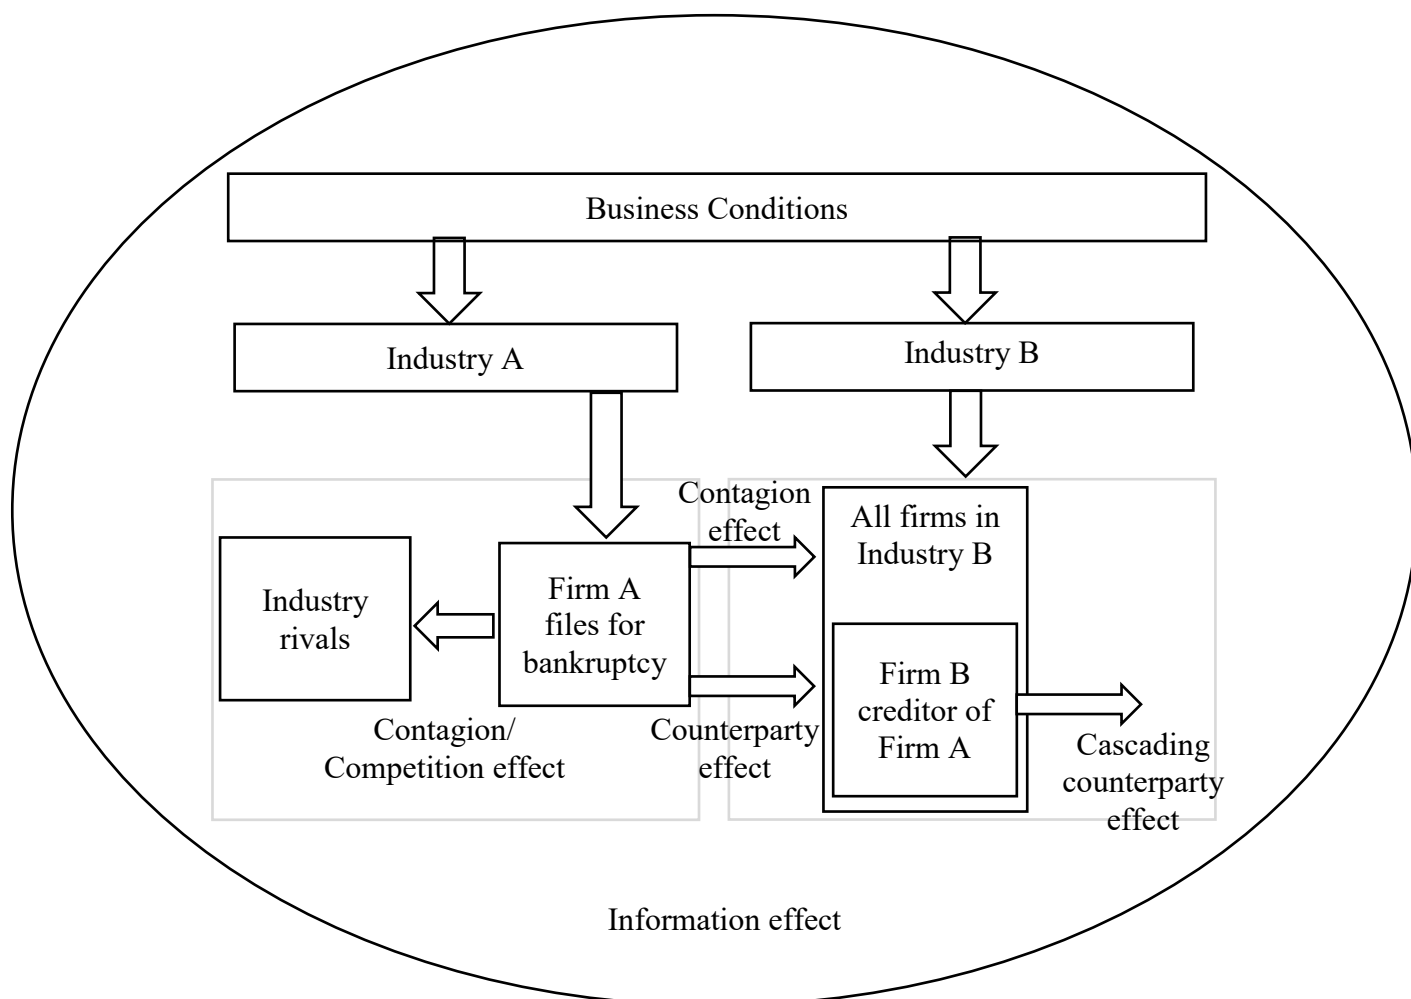 Business Conditions
Industry A
Industry B
Contagion
effect
All firms in
Industry B
Industry
rivals
Firm A
files for
bankruptcy
Firm B
creditor of
Firm A
Contagion/
Competition effect
Counterparty
effect
Cascading
counterparty
effect
Information effect